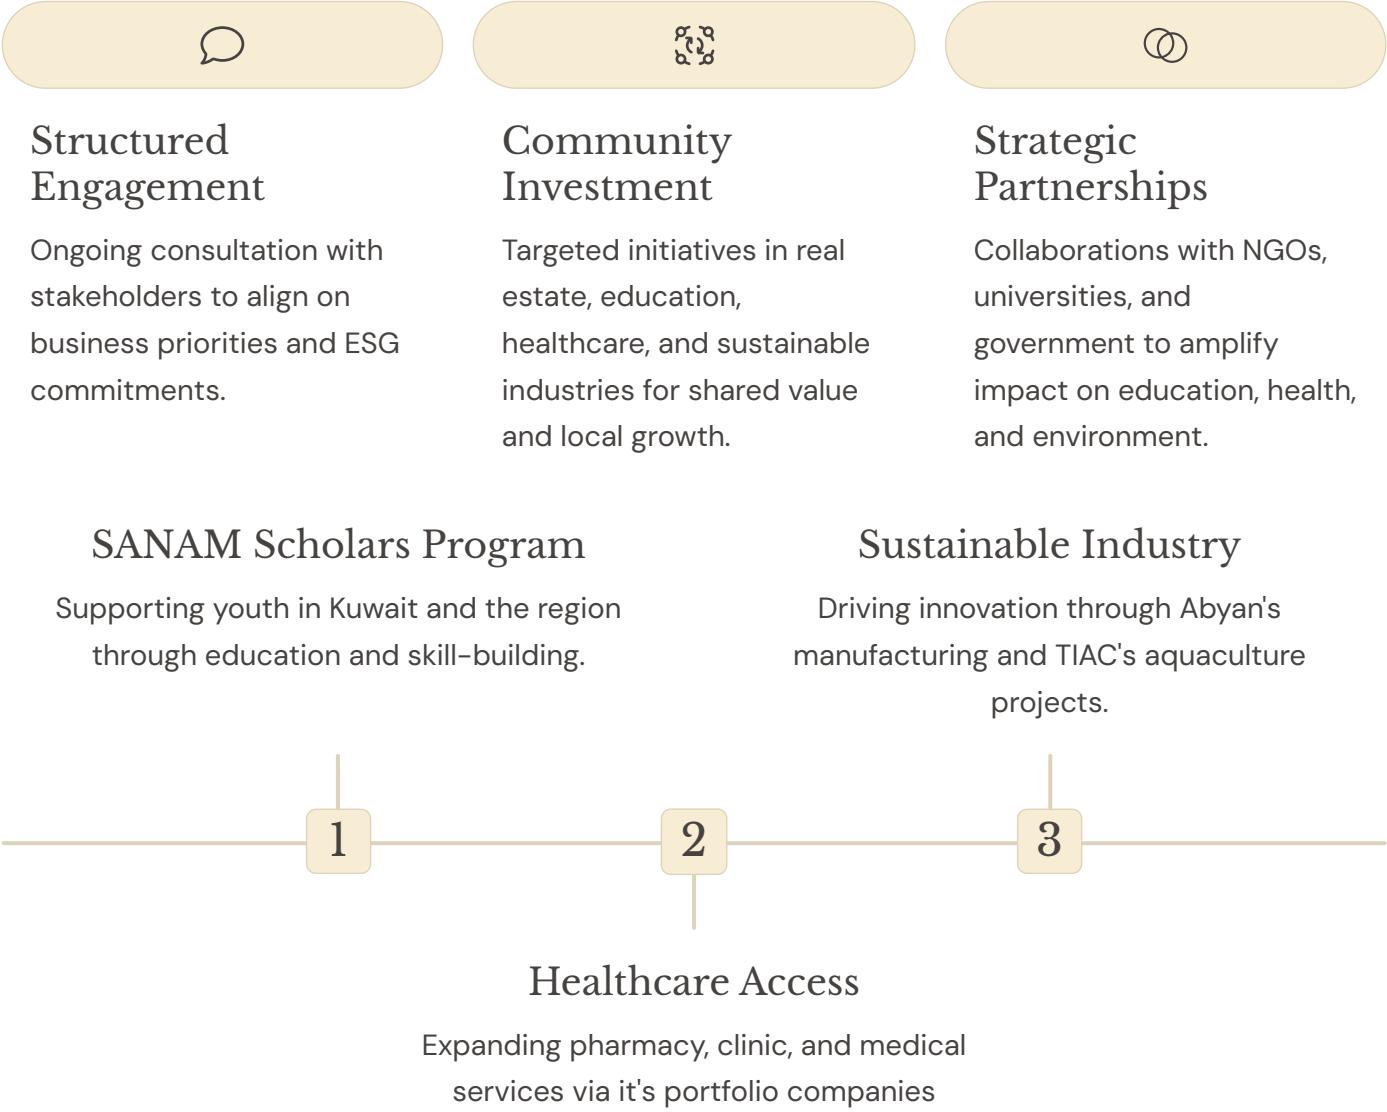 Structured
Engagement
Ongoing consultation with
stakeholders to align on
business priorities and ESG
commitments.
Community
Investment
Targeted initiatives in real
estate, education,
healthcare, and sustainable
industries for shared value
and local growth.
Strategic
Partnerships
Collaborations with NGOs,
universities, and
government to amplify
impact on education, health,
and environment.
SANAM Scholars Program
Supporting youth in Kuwait and the region
through education and skill-building.
Sustainable Industry
Driving innovation through Abyan's
manufacturing and TIAC's aquaculture
projects.
1
2
3
Healthcare Access
Expanding pharmacy, clinic, and medical
services via it's portfolio companies